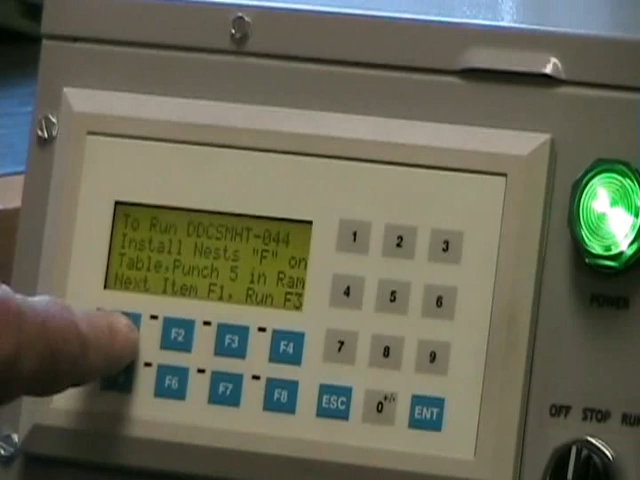 To Run DDCSMHT-044
Install Nests "F" on
Table,Punch 5 in Ram
Next Item F1, Run F3
1 2 3
4 5 6
F2 F3 F4 7 8 9
F6 F7 F8 ESC 0 +/- ENT
POWER
OFF STOP RUN